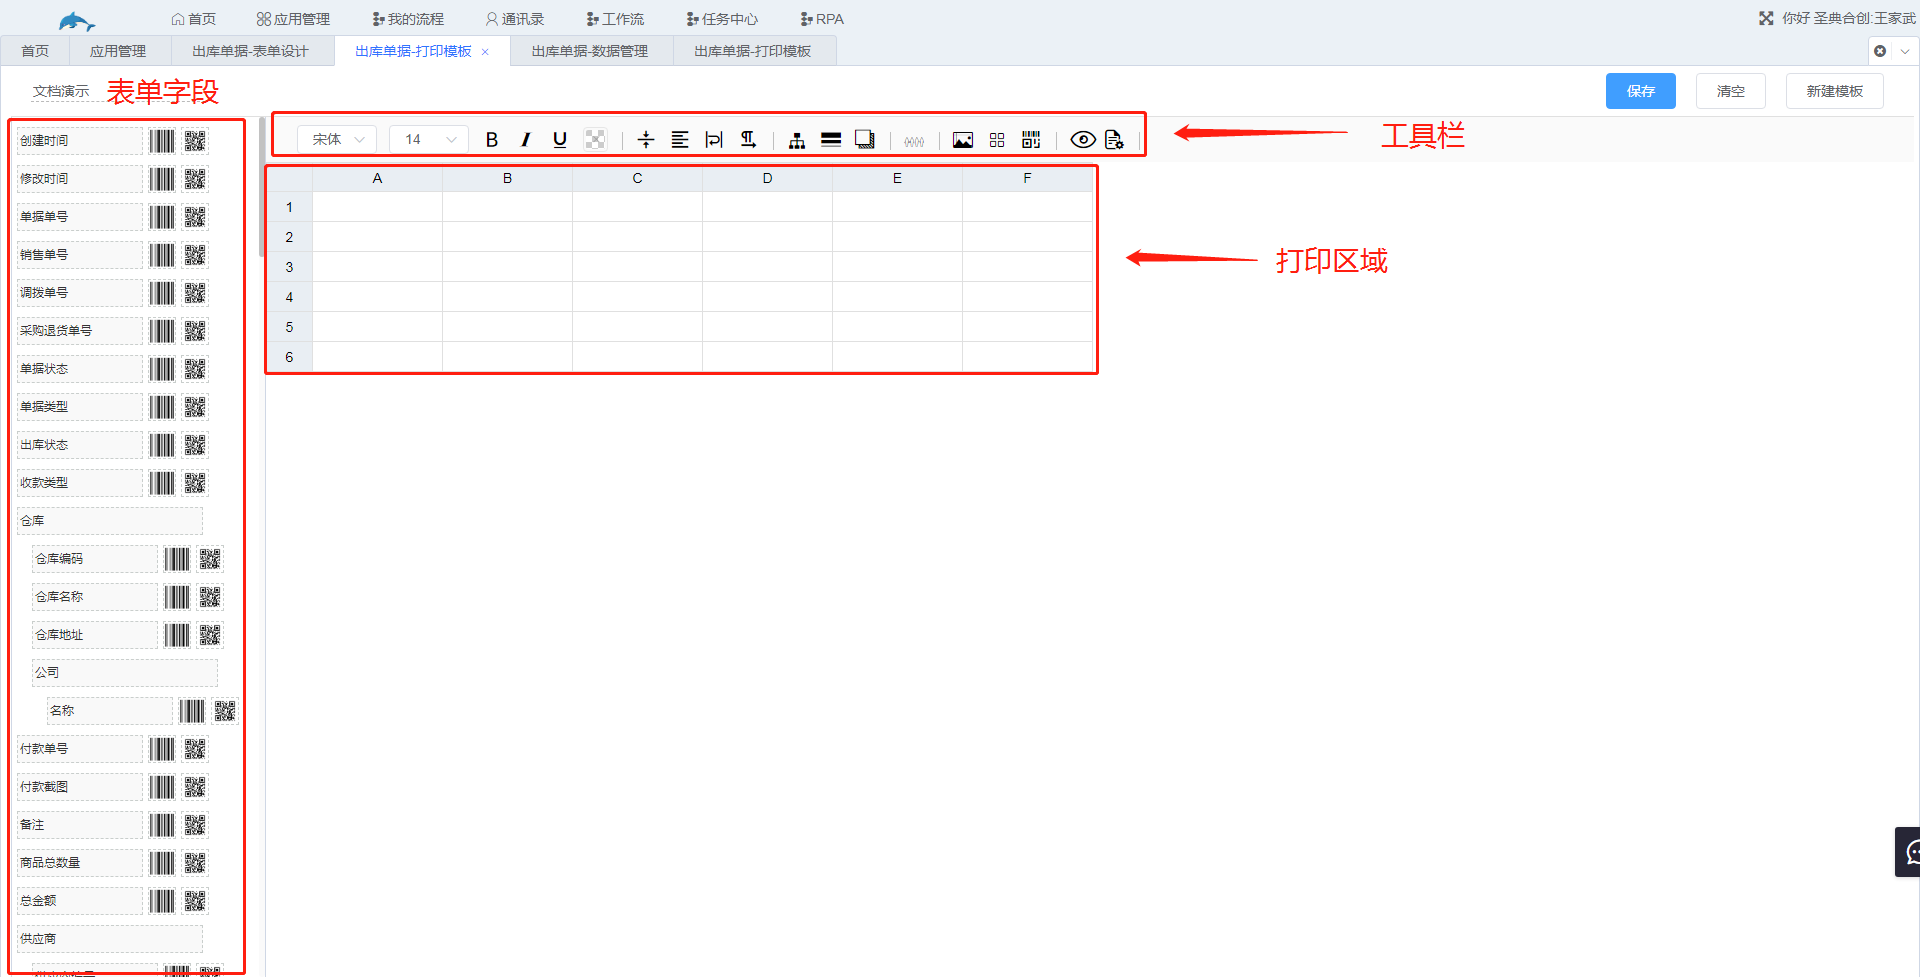 首页 应用管理 我的流程 通讯录 工作流 任务中心 RPA 你好 圣典合创:王家武
首页 应用管理 出库单据-表单设计 出库单据-打印模板 × 出库单据-数据管理 出库单据-打印模板
文档演示 表单字段 保存 清空 新建模板
宋体 14 B I U 工具栏
A B C D E F
1
2
3
4
5
6
打印区域
创建时间
修改时间
单据单号
销售单号
调拨单号
采购退货单号
单据状态
单据类型
出库状态
收款类型
仓库
仓库编码
仓库名称
仓库地址
公司
名称
付款单号
付款截图
备注
商品总数量
总金额
供应商